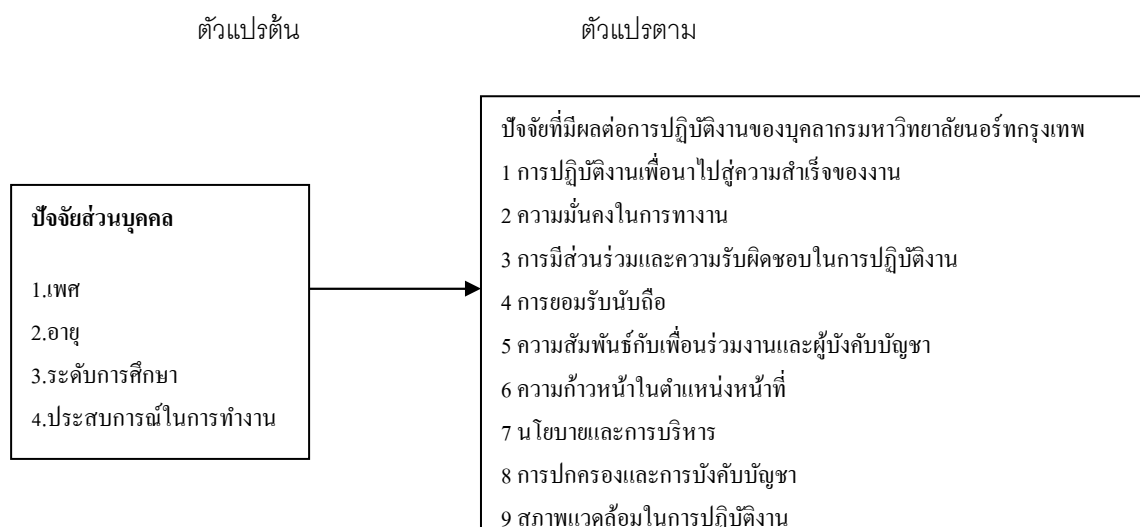 ตัวแปรต้น
ตัวแปรตาม
ปัจจัยส่วนบุคคล
1.เพศ
2.อายุ
3.ระดับการศึกษา
4.ประสบการณ์ในการทำงาน
ปัจจัยที่มีผลต่อการปฏิบัติงานของบุคลากรมหาวิทยาลัยนอร์ทกรุงเทพ
1 การปฏิบัติงานเพื่อนาไปสู่ความสำเร็จของงาน
2 ความมั่นคงในการทางาน
3 การมีส่วนร่วมและความรับผิดชอบในการปฏิบัติงาน
4 การยอมรับนับถือ
5 ความสัมพันธ์กับเพื่อนร่วมงานและผู้บังคับบัญชา
6 ความก้าวหน้าในตำแหน่งหน้าที่
7 นโยบายและการบริหาร
8 การปกครองและการบังคับบัญชา
9 สภาพแวดล้อมในการปฏิบัติงาน